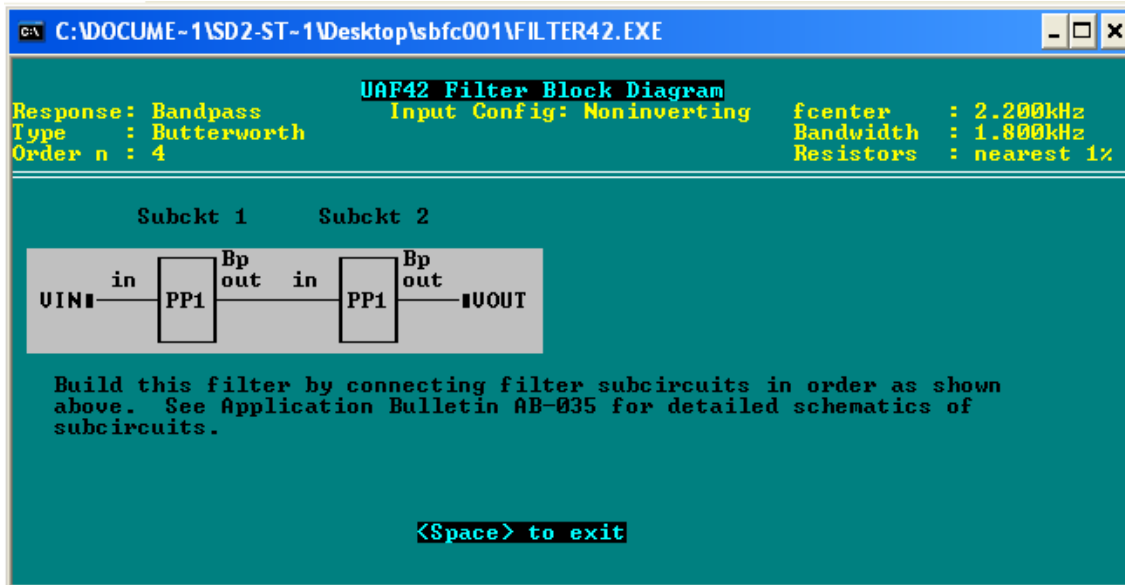 C:\DOCUME~1\SD2-ST~1\Desktop\sbfc001\FILTER42.EXE
UAF42 Filter Block Diagram
Response: Bandpass Input Config: Noninverting fcenter : 2.200kHz
Type : Butterworth Bandwidth : 1.800kHz
Order n : 4 Resistors : nearest 1%
Subckt 1 Subckt 2
Bp Bp
in out in out
VIN PP1 PP1 VOUT
Build this filter by connecting filter subcircuits in order as shown
above. See Application Bulletin AB-035 for detailed schematics of
subcircuits.
<Space> to exit